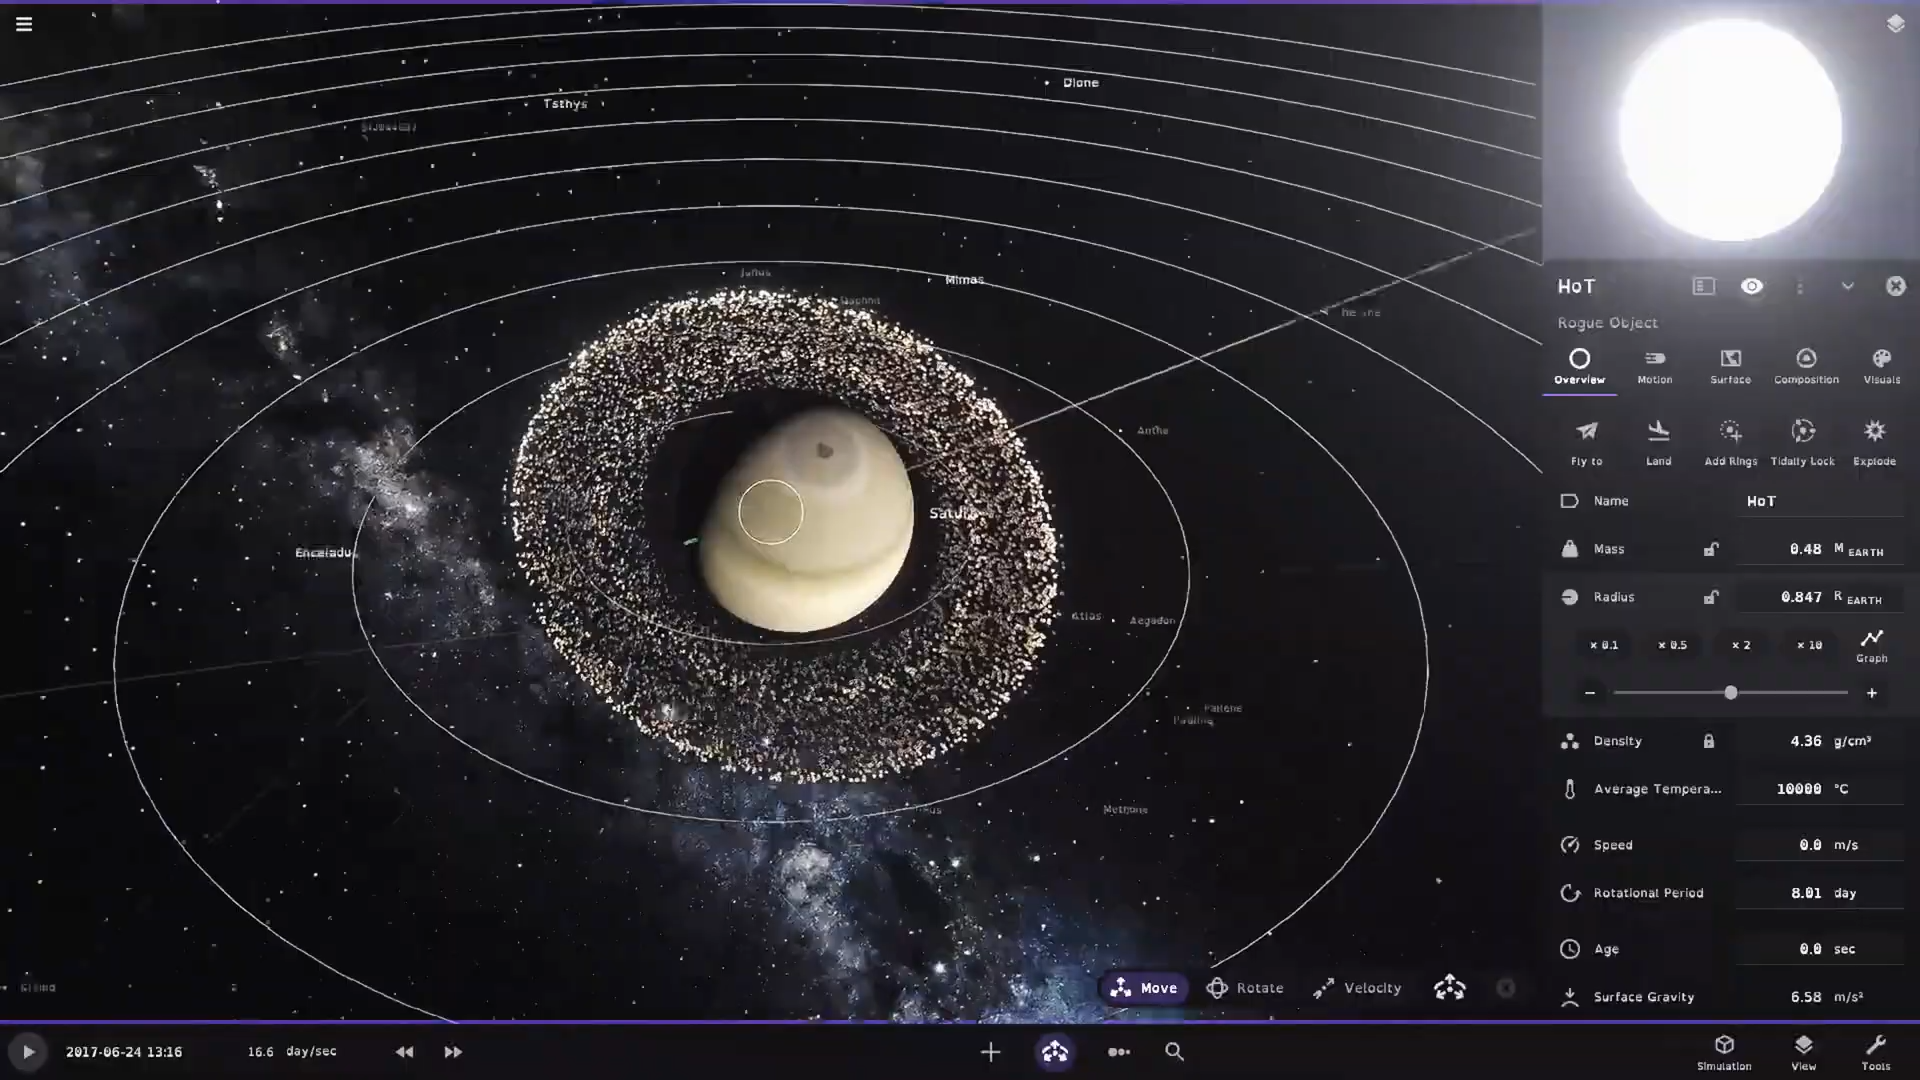 Dione
Tsthys
Mimas
Janus
Daphnis
Anthe
Saturn
Enceladu
Atlas
Aegaeon
Pallene
Methone
HoT
Rogue Object
Overview Motion Surface Composition Visuals
Fly to Land Add Rings Tidally Lock Explode
Name HoT
Mass 0.48 M EARTH
Radius 0.847 R EARTH
x 0.1 x 0.5 x 2 x 10 Graph
Density 4.36 g/cm³
Average Tempera... 10000 °C
Speed 0.0 m/s
Rotational Period 8.01 day
Age 0.0 sec
Surface Gravity 6.58 m/s²
Move Rotate Velocity
2017-06-24 13:16 16.6 day/sec
Simulation View Tools